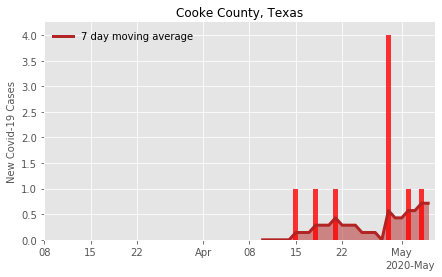 Cooke County, Texas
7 day moving average
New Covid-19 Cases
4.0
3.5
3.0
2.5
2.0
1.5
1.0
0.5
0.0
08 15 22 Apr 08 15 22 May
2020-May